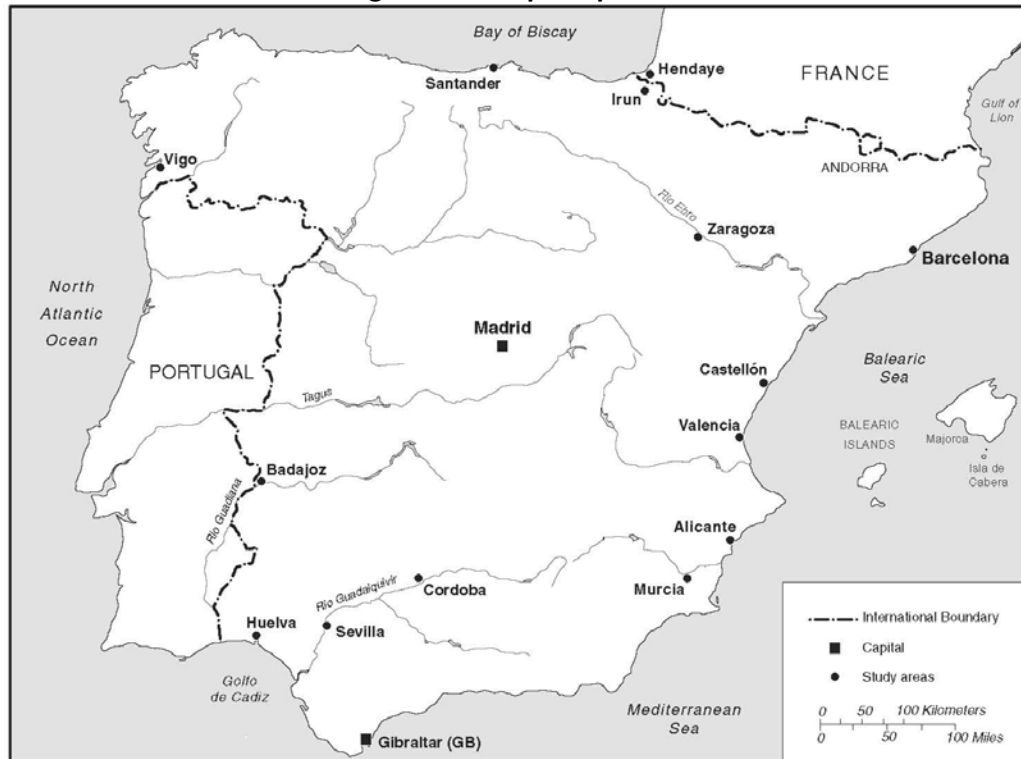 Bay of Biscay
Santander
Hendaye
Irun
FRANCE
Gulf of
Lion
ANDORRA
Vigo
Rio Ebro
Zaragoza
Barcelona
North
Atlantic
Ocean
Madrid
PORTUGAL
Castellón
Balearic
Sea
Tagus
Valencia
BALEARIC
ISLANDS
Majorca
Isla de
Cabera
Badajoz
Rio Guadiana
Alicante
Rio Guadalquivir
Cordoba
Murcia
Huelva
Sevilla
Golfo
de Cadiz
Mediterranean
Sea
Gibraltar (GB)
International Boundary
Capital
Study areas
0 50 100 Kilometers
0 50 100 Miles